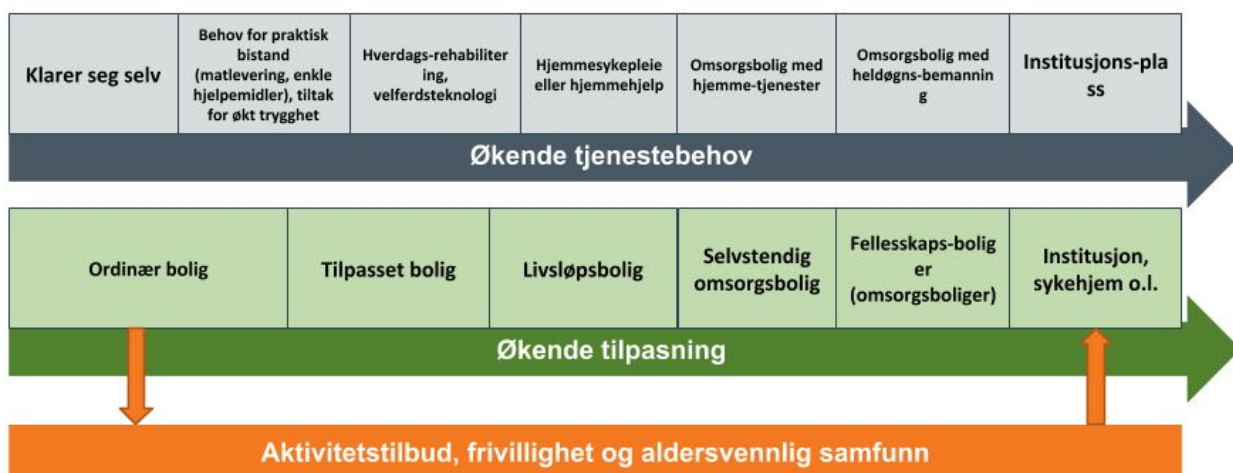 Klarer seg selv
Behov for praktisk
bistand
(matlevering, enkle
hjelpemidler), tiltak
for økt trygghet
Hverdags-rehabiliter
ing,
velferdsteknologi
Hjemmesykepleie
eller hjemmehjelp
Omsorgsbolig med
hjemme-tjenester
Omsorgsbolig med
heldøgns-bemannin
g
Institusjons-pla
ss
Økende tjenestebehov
Ordinær bolig
Tilpasset bolig
Livsløpsbolig
Selvstendig
omsorgsbolig
Fellesskaps-bolig
er
(omsorgsboliger)
Institusjon,
sykehjem o.l.
Økende tilpasning
Aktivitetstilbud, frivillighet og aldersvennlig samfunn